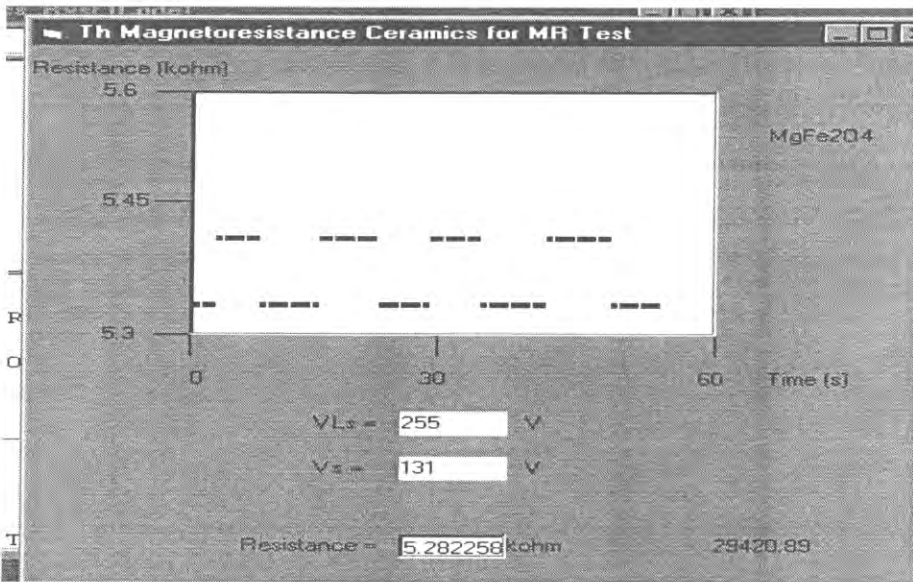 Th Magnetoresistance Ceramics for MR Test
Resistance [kohm]
5.6
MgFe2O4
5.45
5.3
R
O
0 30 60 Time [s]
VLs = 255 V
Vs = 131 V
T
Resistance = 5.282258 kohm 29420.89